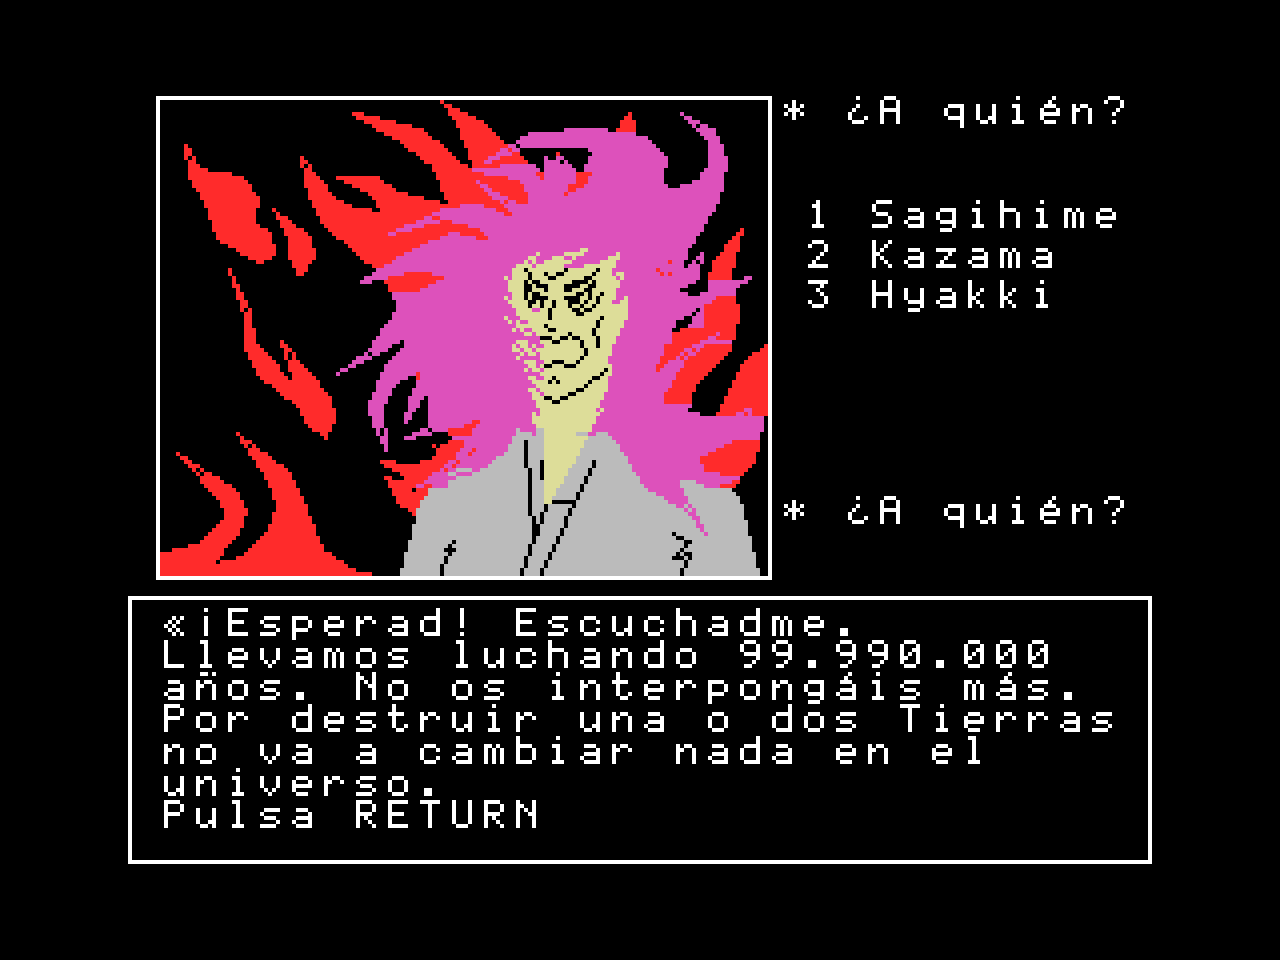 * ¿A quién?
1 Sagihime
2 Kazama
3 Hyakki
* ¿A quién?
«¡Esperad! Escuchadme.
Llevamos luchando 99.990.000
años. No os interpongáis más.
Por destruir una o dos Tierras
no va a cambiar nada en el
universo.
Pulsa RETURN